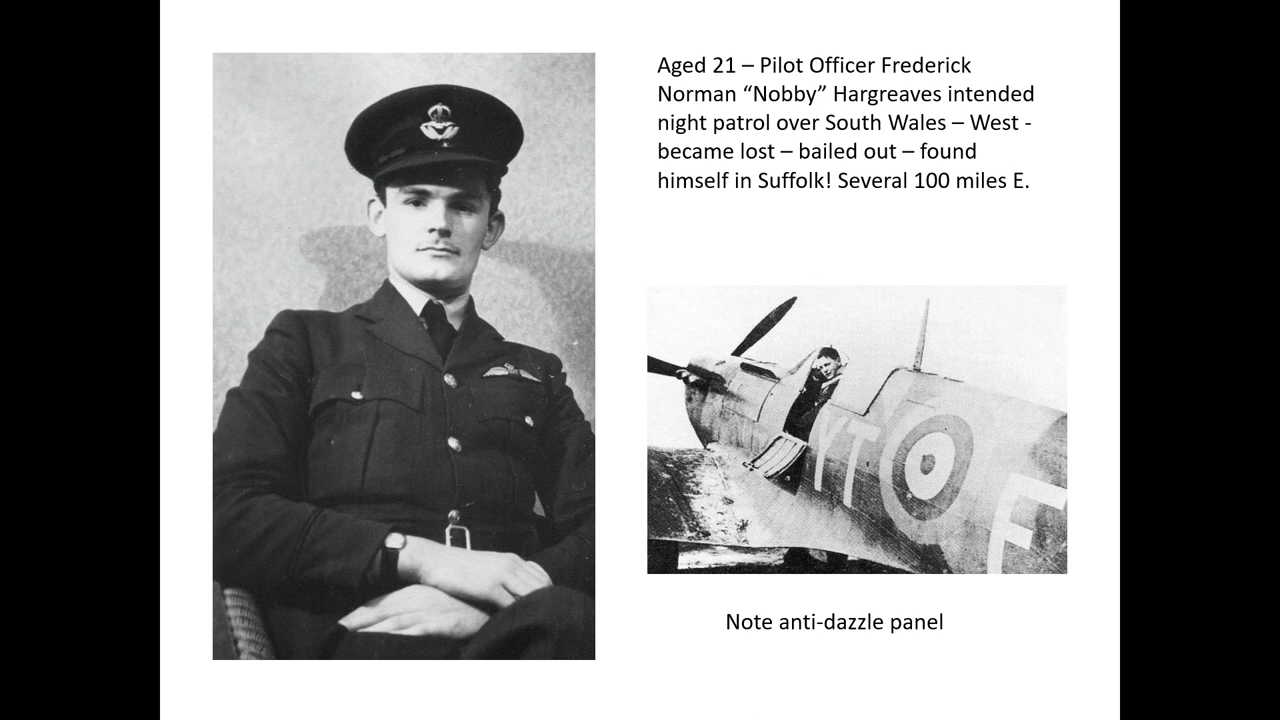 Aged 21 – Pilot Officer Frederick
Norman “Nobby” Hargreaves intended
night patrol over South Wales – West -
became lost – bailed out – found
himself in Suffolk! Several 100 miles E.
YT F
Note anti-dazzle panel